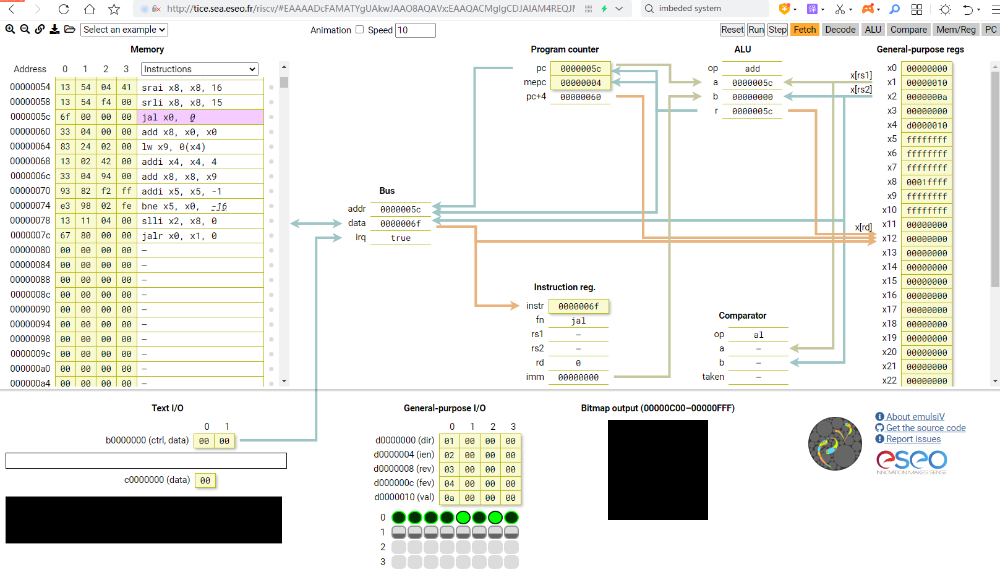 http://tice.sea.eseo.fr/riscv/#EAAAADcFAMATYgUAkwJAAO8AQAVx:EAAQACMgIgCDJAIAM4REQJI
imbeded system
Select an example
Animation Speed 10
Reset Run Step Fetch Decode ALU Compare Mem/Reg PC
Memory
Address 0 1 2 3 Instructions
00000054 13 54 04 41 srai x8, x8, 16
00000058 13 54 f4 00 srli x8, x8, 15
0000005c 6f 00 00 00 jal x0, 0
00000060 33 04 00 00 add x8, x0, x0
00000064 83 24 02 00 lw x9, 0(x4)
00000068 13 02 42 00 addi x4, x4, 4
0000006c 33 04 94 00 add x8, x8, x9
00000070 93 82 f2 ff addi x5, x5, -1
00000074 e3 98 02 fe bne x5, x0, -16
00000078 13 11 04 00 slli x2, x8, 0
0000007c 67 80 00 00 jalr x0, x1, 0
00000080 00 00 00 00 –
00000084 00 00 00 00 –
00000088 00 00 00 00 –
0000008c 00 00 00 00 –
00000090 00 00 00 00 –
00000094 00 00 00 00 –
00000098 00 00 00 00 –
0000009c 00 00 00 00 –
000000a0 00 00 00 00 –
000000a4 00 00 00 00 –
Bus
addr 0000005c
data 0000006f
irq true
Program counter
pc 0000005c
mepc 00000004
pc+4 00000060
Instruction reg.
instr 0000006f
fn jal
rs1 –
rs2 –
rd 0
imm 00000000
ALU
op add
a 0000005c
b 00000000
r 0000005c
Comparator
op al
a –
b –
taken –
General-purpose regs
x[rs1]
x[rs2]
x[rd]
x0 00000000
x1 00000010
x2 0000000a
x3 00000000
x4 d0000010
x5 ffffffff
x6 ffffffff
x7 ffffffff
x8 0001ffff
x9 ffffffff
x10 ffffffff
x11 00000000
x12 00000000
x13 00000000
x14 00000000
x15 00000000
x16 00000000
x17 00000000
x18 00000000
x19 00000000
x20 00000000
x21 00000000
x22 00000000
Text I/O
0 1
b0000000 (ctrl, data) 00 00
c0000000 (data) 00
General-purpose I/O
0 1 2 3
d0000000 (dir) 01 00 00 00
d0000004 (ien) 02 00 00 00
d0000008 (rev) 03 00 00 00
d000000c (fev) 04 00 00 00
d0000010 (val) 0a 00 00 00
0
1
2
3
Bitmap output (00000C00–00000FFF)
About emulsiV
Get the source code
Report issues
eseo
INNOVATION MAKES SENSE